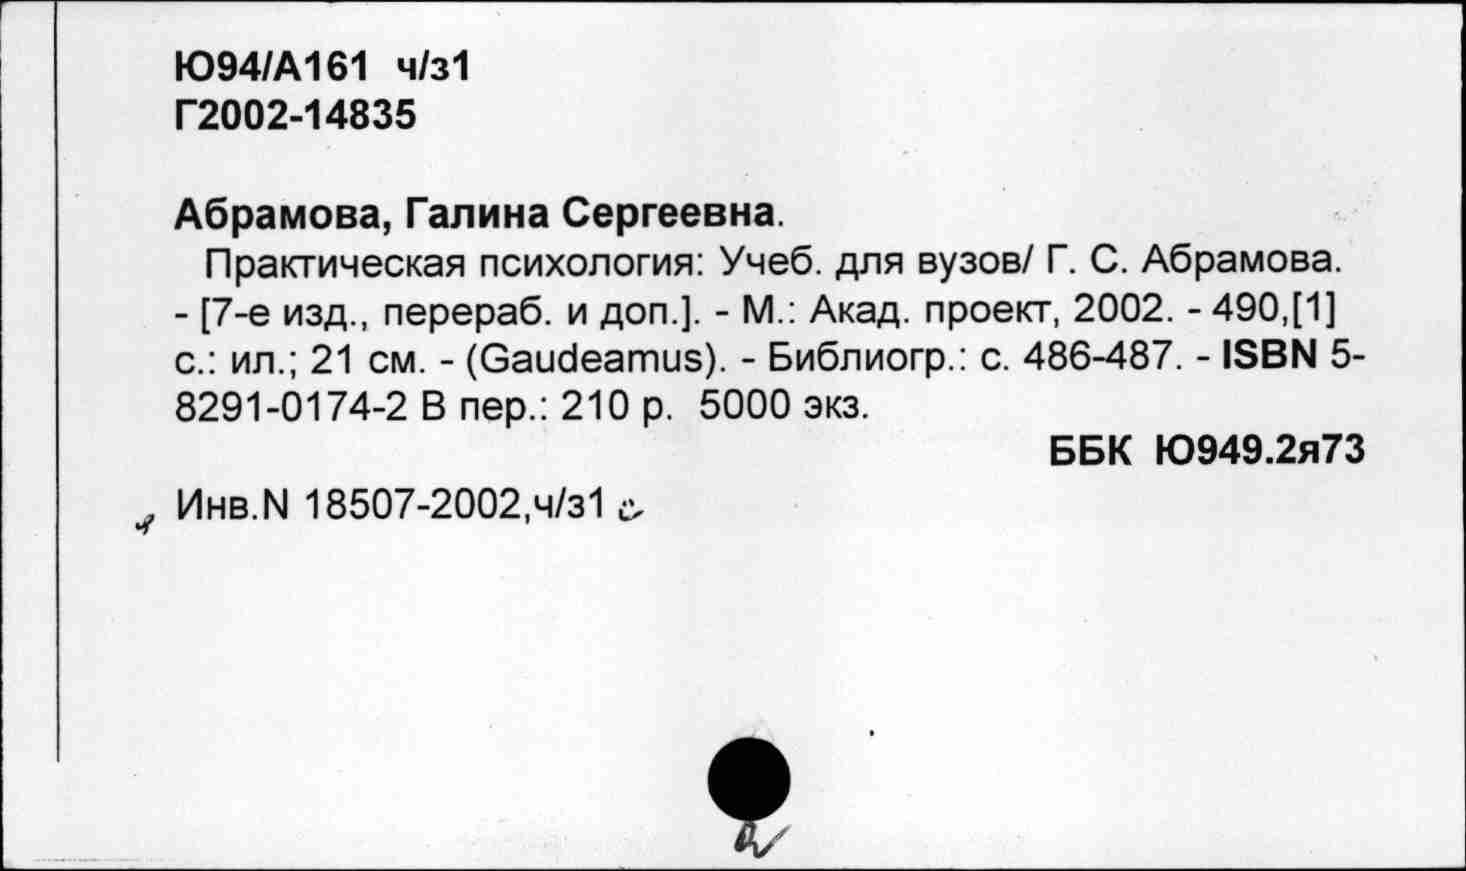 Ю94/А161 ч/з1
Г2002-14835
Абрамова, Галина Сергеевна.
Практическая психология: Учеб. для вузов/ Г. С. Абрамова.
- [7-е изд., перераб. и доп.]. - М.: Акад. проект, 2002. - 490,[1]
с.: ил.; 21 см. - (Gaudeamus). - Библиогр.: с. 486-487. - ISBN 5-
8291-0174-2 В пер.: 210 р. 5000 экз.
ББК Ю949.2я73
Инв.N 18507-2002,ч/з1